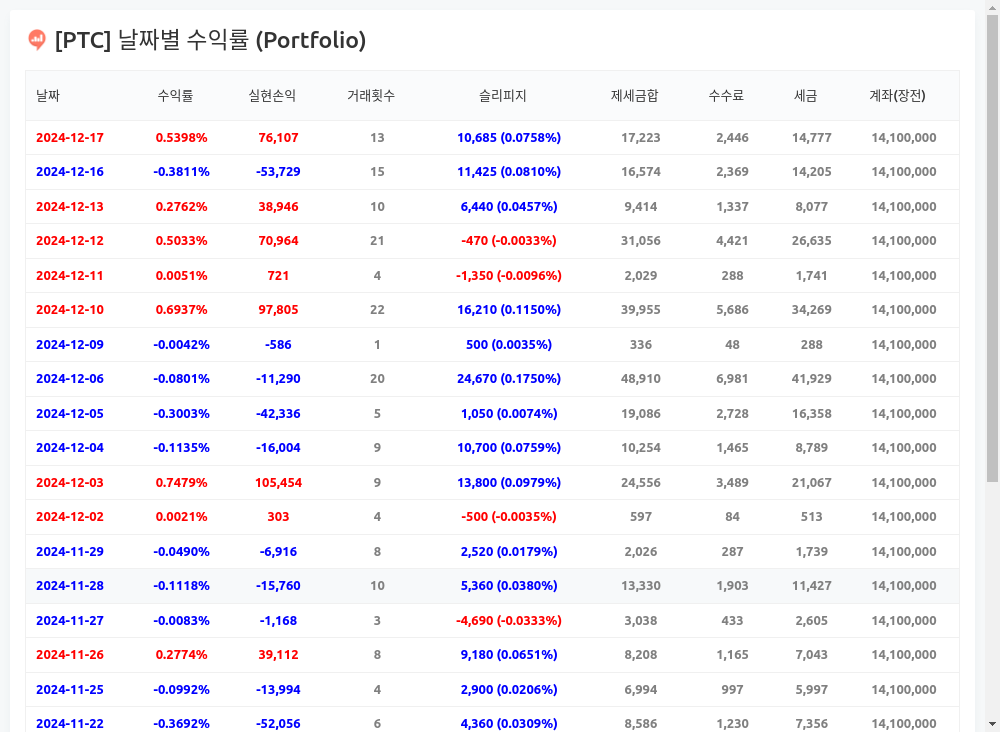 [PTC] 날짜별 수익률 (Portfolio)
날짜 수익률 실현손익 거래횟수 슬리피지 제세금합 수수료 세금 계좌(장전)
2024-12-17 0.5398% 76,107 13 10,685 (0.0758%) 17,223 2,446 14,777 14,100,000
2024-12-16 -0.3811% -53,729 15 11,425 (0.0810%) 16,574 2,369 14,205 14,100,000
2024-12-13 0.2762% 38,946 10 6,440 (0.0457%) 9,414 1,337 8,077 14,100,000
2024-12-12 0.5033% 70,964 21 -470 (-0.0033%) 31,056 4,421 26,635 14,100,000
2024-12-11 0.0051% 721 4 -1,350 (-0.0096%) 2,029 288 1,741 14,100,000
2024-12-10 0.6937% 97,805 22 16,210 (0.1150%) 39,955 5,686 34,269 14,100,000
2024-12-09 -0.0042% -586 1 500 (0.0035%) 336 48 288 14,100,000
2024-12-06 -0.0801% -11,290 20 24,670 (0.1750%) 48,910 6,981 41,929 14,100,000
2024-12-05 -0.3003% -42,336 5 1,050 (0.0074%) 19,086 2,728 16,358 14,100,000
2024-12-04 -0.1135% -16,004 9 10,700 (0.0759%) 10,254 1,465 8,789 14,100,000
2024-12-03 0.7479% 105,454 9 13,800 (0.0979%) 24,556 3,489 21,067 14,100,000
2024-12-02 0.0021% 303 4 -500 (-0.0035%) 597 84 513 14,100,000
2024-11-29 -0.0490% -6,916 8 2,520 (0.0179%) 2,026 287 1,739 14,100,000
2024-11-28 -0.1118% -15,760 10 5,360 (0.0380%) 13,330 1,903 11,427 14,100,000
2024-11-27 -0.0083% -1,168 3 -4,690 (-0.0333%) 3,038 433 2,605 14,100,000
2024-11-26 0.2774% 39,112 8 9,180 (0.0651%) 8,208 1,165 7,043 14,100,000
2024-11-25 -0.0992% -13,994 4 2,900 (0.0206%) 6,994 997 5,997 14,100,000
2024-11-22 -0.3692% -52,056 6 4,360 (0.0309%) 8,586 1,230 7,356 14,100,000